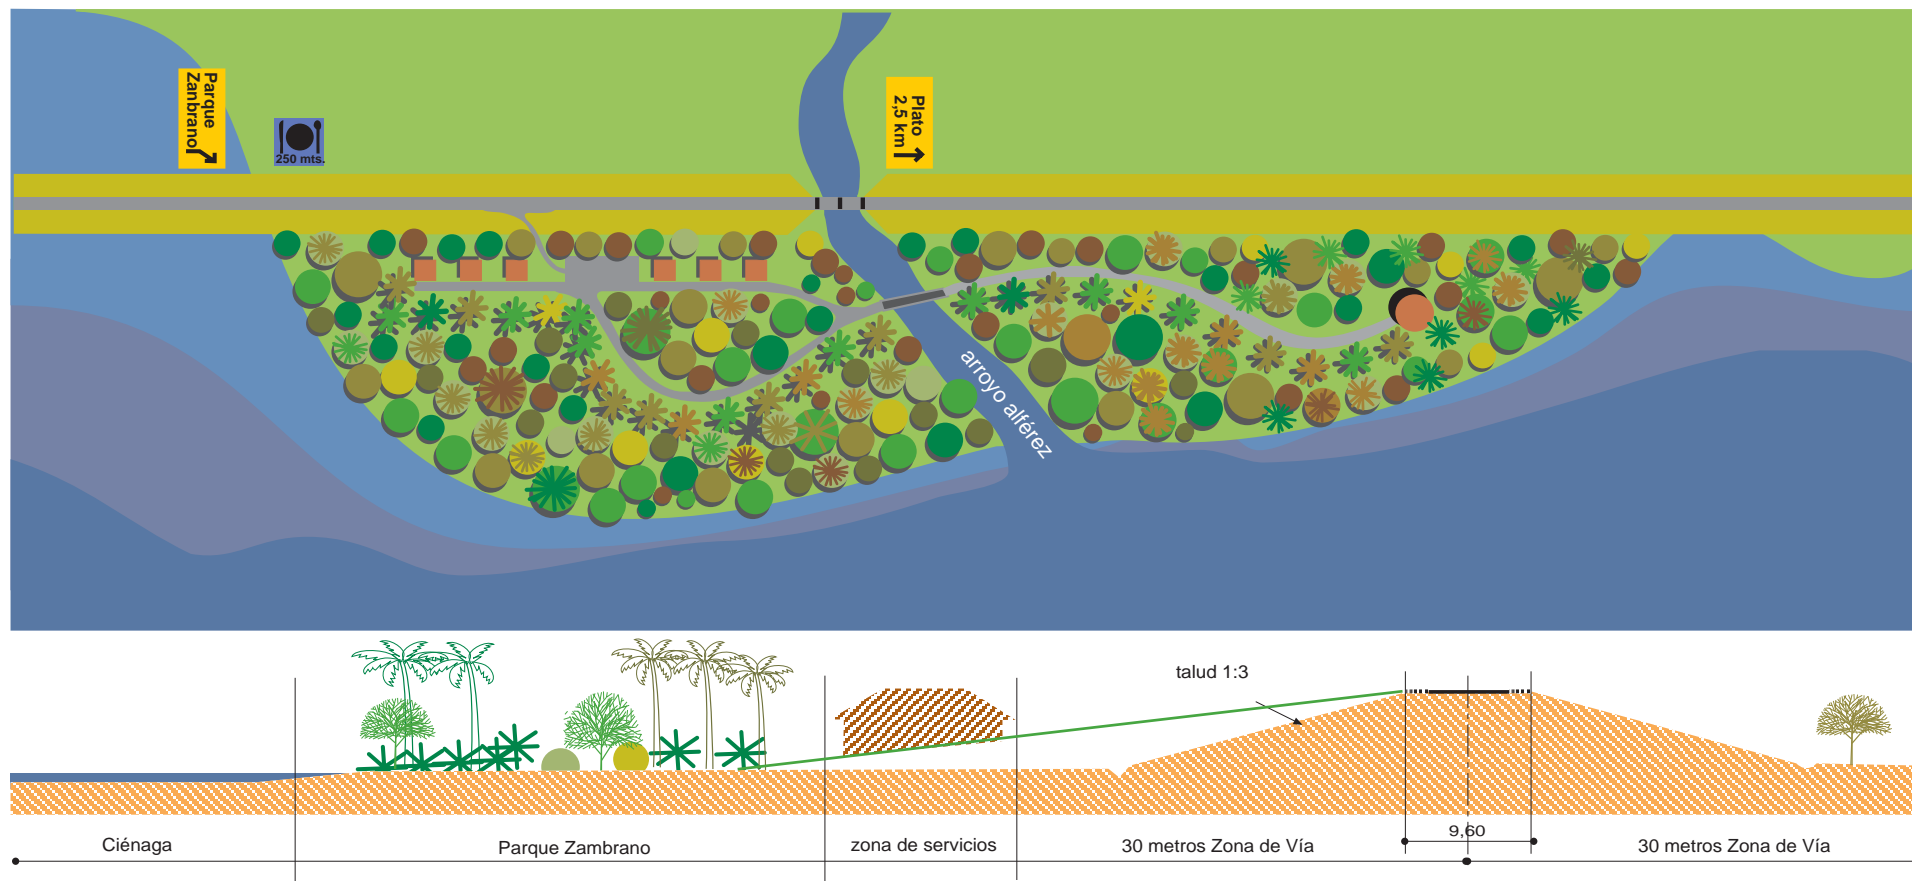 Parque
Zanbrano
250 mts.
Plato
2,5 km
arroyo alférez
talud 1:3
9,60
Ciénaga
Parque Zambrano
zona de servicios
30 metros Zona de Vía
30 metros Zona de Vía